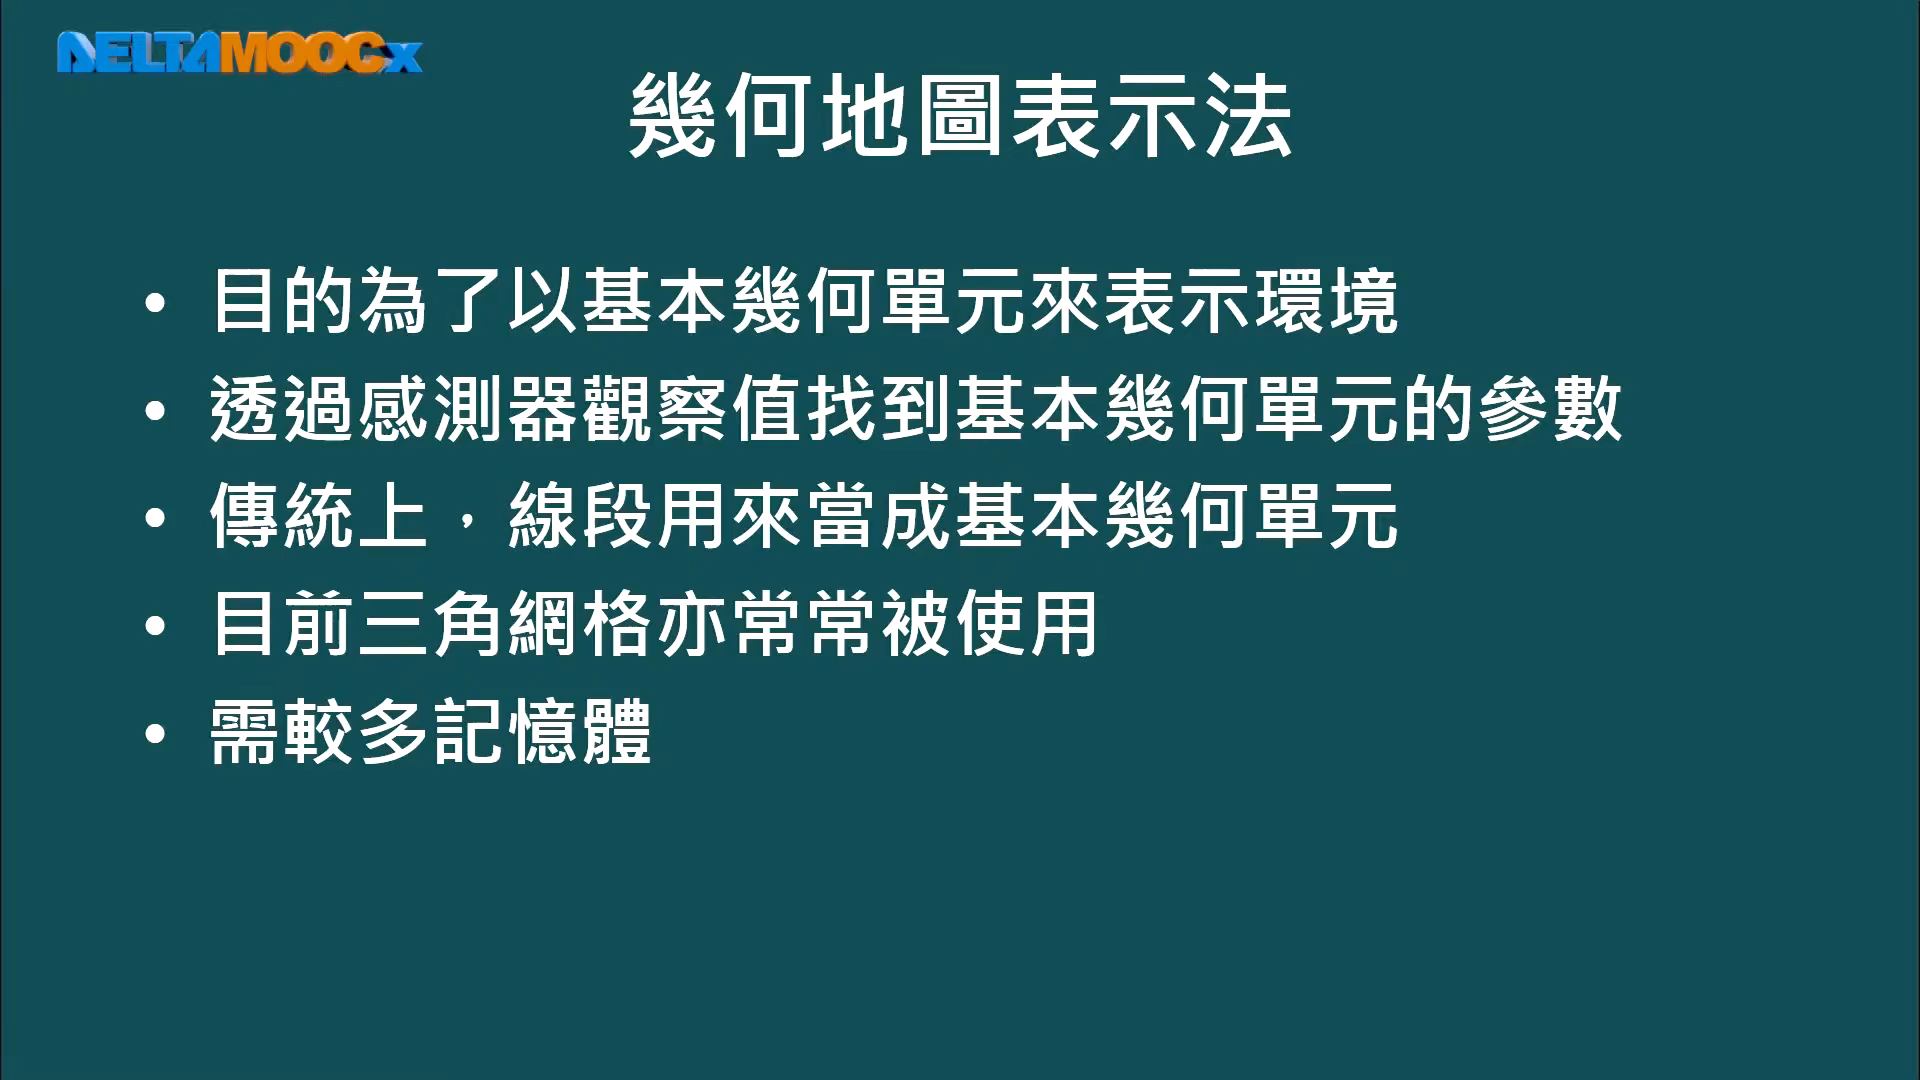 DELTAMOOCx
幾何地圖表示法
• 目的為了以基本幾何單元來表示環境
• 透過感測器觀察值找到基本幾何單元的參數
• 傳統上，線段用來當成基本幾何單元
• 目前三角網格亦常常被使用
• 需較多記憶體